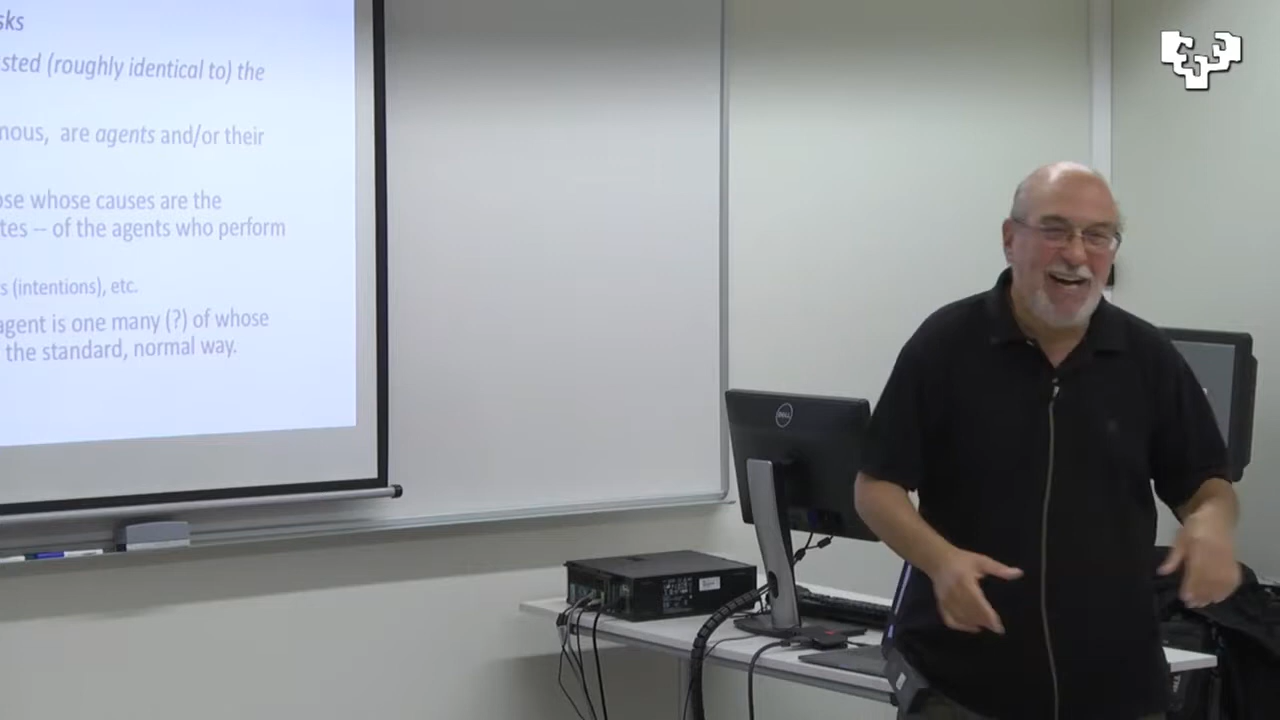 sks
sted (roughly identical to) the
nous, are agents and/or their
ose whose causes are the
tes -- of the agents who perform
s (intentions), etc.
agent is one many (?) of whose
the standard, normal way.
DELL